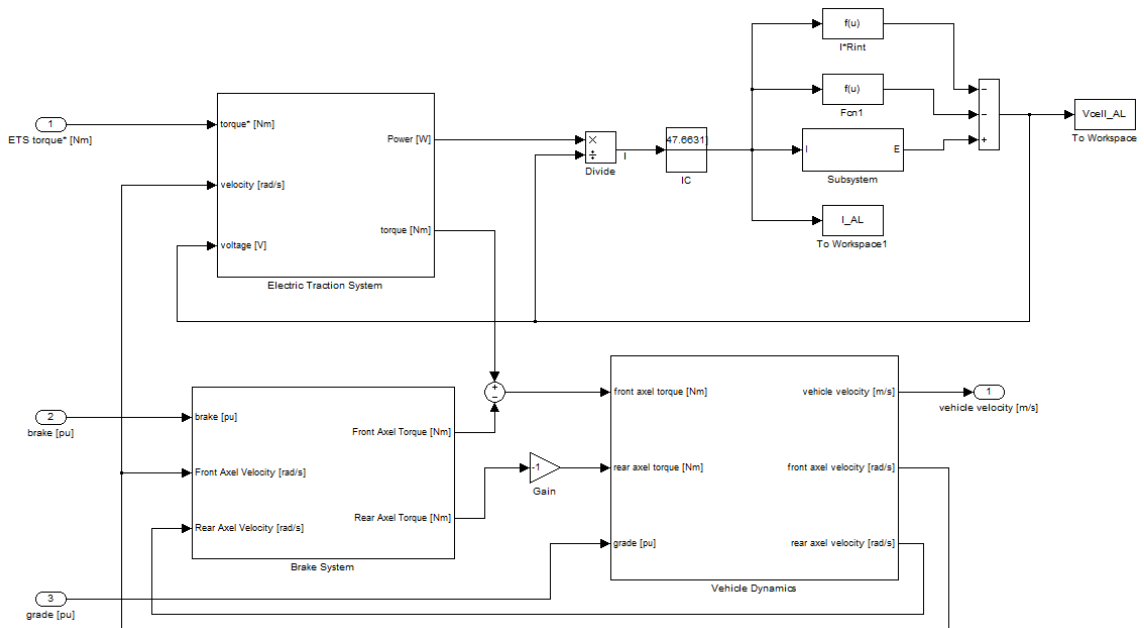 f(u)
I*Rint
f(u)
Fcn1
I
E
Subsystem
I_AL
To Workspace1
−
−
+
Vcell_AL
To Workspace
1
ETS torque* [Nm]
torque* [Nm]
velocity [rad/s]
voltage [V]
Power [W]
torque [Nm]
Electric Traction System
×
÷
Divide
I
47.6631]
IC
+
−
2
brake [pu]
brake [pu]
Front Axel Velocity [rad/s]
Rear Axel Velocity [rad/s]
Front Axel Torque [Nm]
Rear Axel Torque [Nm]
Brake System
-1
Gain
front axel torque [Nm]
rear axel torque [Nm]
grade [pu]
vehicle velocity [m/s]
front axel velocity [rad/s]
rear axel velocity [rad/s]
Vehicle Dynamics
1
vehicle velocity [m/s]
3
grade [pu]